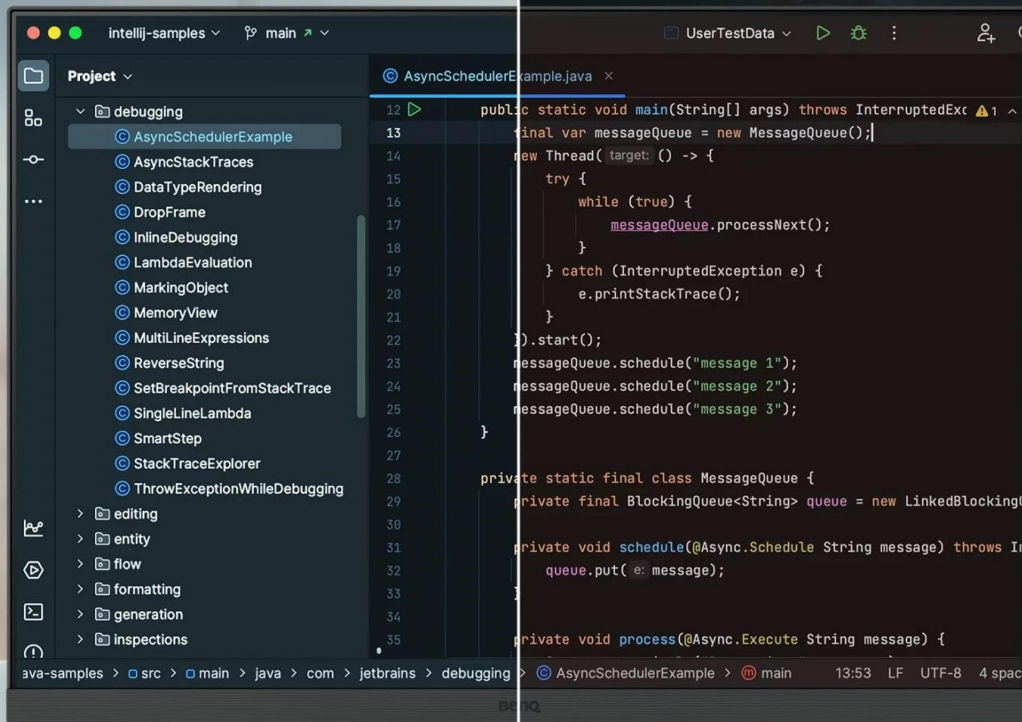 intellij-samples
main
UserTestData
Project
AsyncSchedulerExample.java
debugging
AsyncSchedulerExample
AsyncStackTraces
DataTypeRendering
DropFrame
InlineDebugging
LambdaEvaluation
MarkingObject
MemoryView
MultiLineExpressions
ReverseString
SetBreakpointFromStackTrace
SingleLineLambda
SmartStep
StackTraceExplorer
ThrowExceptionWhileDebugging
editing
entity
flow
formatting
generation
inspections
12 public static void main(String[] args) throws InterruptedExc 1
13 final var messageQueue = new MessageQueue();
14 new Thread( target: () -> {
15 try {
16 while (true) {
17 messageQueue.processNext();
18 }
19 } catch (InterruptedException e) {
20 e.printStackTrace();
21 }
22 }).start();
23 messageQueue.schedule("message 1");
24 messageQueue.schedule("message 2");
25 messageQueue.schedule("message 3");
26 }
27
28 private static final class MessageQueue {
29 private final BlockingQueue<String> queue = new LinkedBlocking
30
31 private void schedule(@Async.Schedule String message) throws In
32 queue.put( e: message);
33 }
34
35 private void process(@Async.Execute String message) {
ava-samples > src > main > java > com > jetbrains > debugging > AsyncSchedulerExample > main 13:53 LF UTF-8 4 spac
BenQ